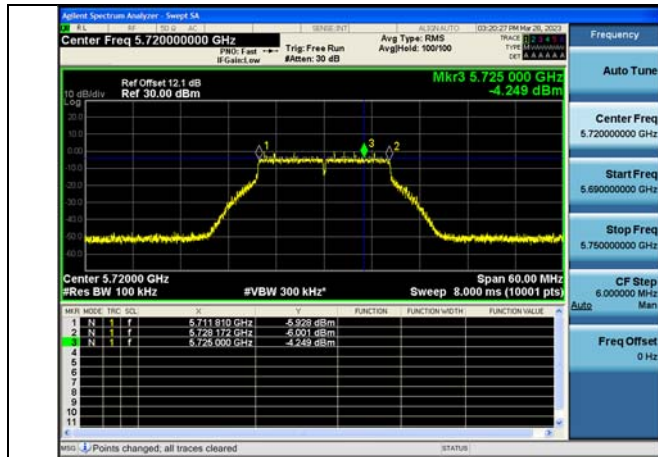 Agilent Spectrum Analyzer - Swept SA
RL RF 50 Ω AC SENSE:INT ALIGN AUTO 03:20:27 PM Mar 28, 2023
Center Freq 5.720000000 GHz
PNO: Fast Trig: Free Run
IFGain:Low #Atten: 30 dB
Avg Type: RMS
Avg|Hold: 100/100
TRACE 1 2 3 4 5 6
TYPE M
DET A A A A A A
Mkr3 5.725 000 GHz
-4.249 dBm
Ref Offset 12.1 dB
10 dB/div Ref 30.00 dBm
Log
20.0
10.0
0.00
-10.0
-20.0
-30.0
-40.0
-50.0
-60.0
1
3
2
Center 5.72000 GHz Span 60.00 MHz
#Res BW 100 kHz #VBW 300 kHz* Sweep 8.000 ms (10001 pts)
MKR MODE TRC SCL X Y FUNCTION FUNCTION WIDTH FUNCTION VALUE
1 N 1 f 5.711 810 GHz -5.928 dBm
2 N 1 f 5.728 172 GHz -6.001 dBm
3 N 1 f 5.725 000 GHz -4.249 dBm
4
5
6
7
8
9
10
11
MSG Points changed; all traces cleared STATUS
Frequency
Auto Tune
Center Freq
5.720000000 GHz
Start Freq
5.690000000 GHz
Stop Freq
5.750000000 GHz
CF Step
6.000000 MHz
Auto Man
Freq Offset
0 Hz